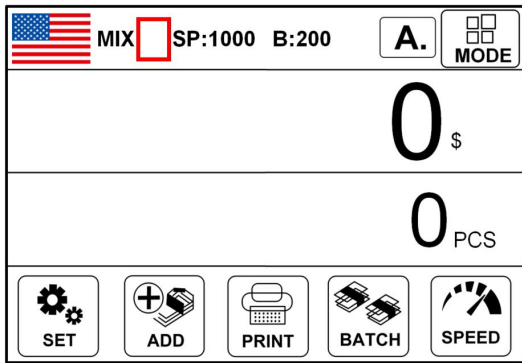 MIX SP:1000 B:200 A. MODE
0 $
0 PCS
SET ADD PRINT BATCH SPEED